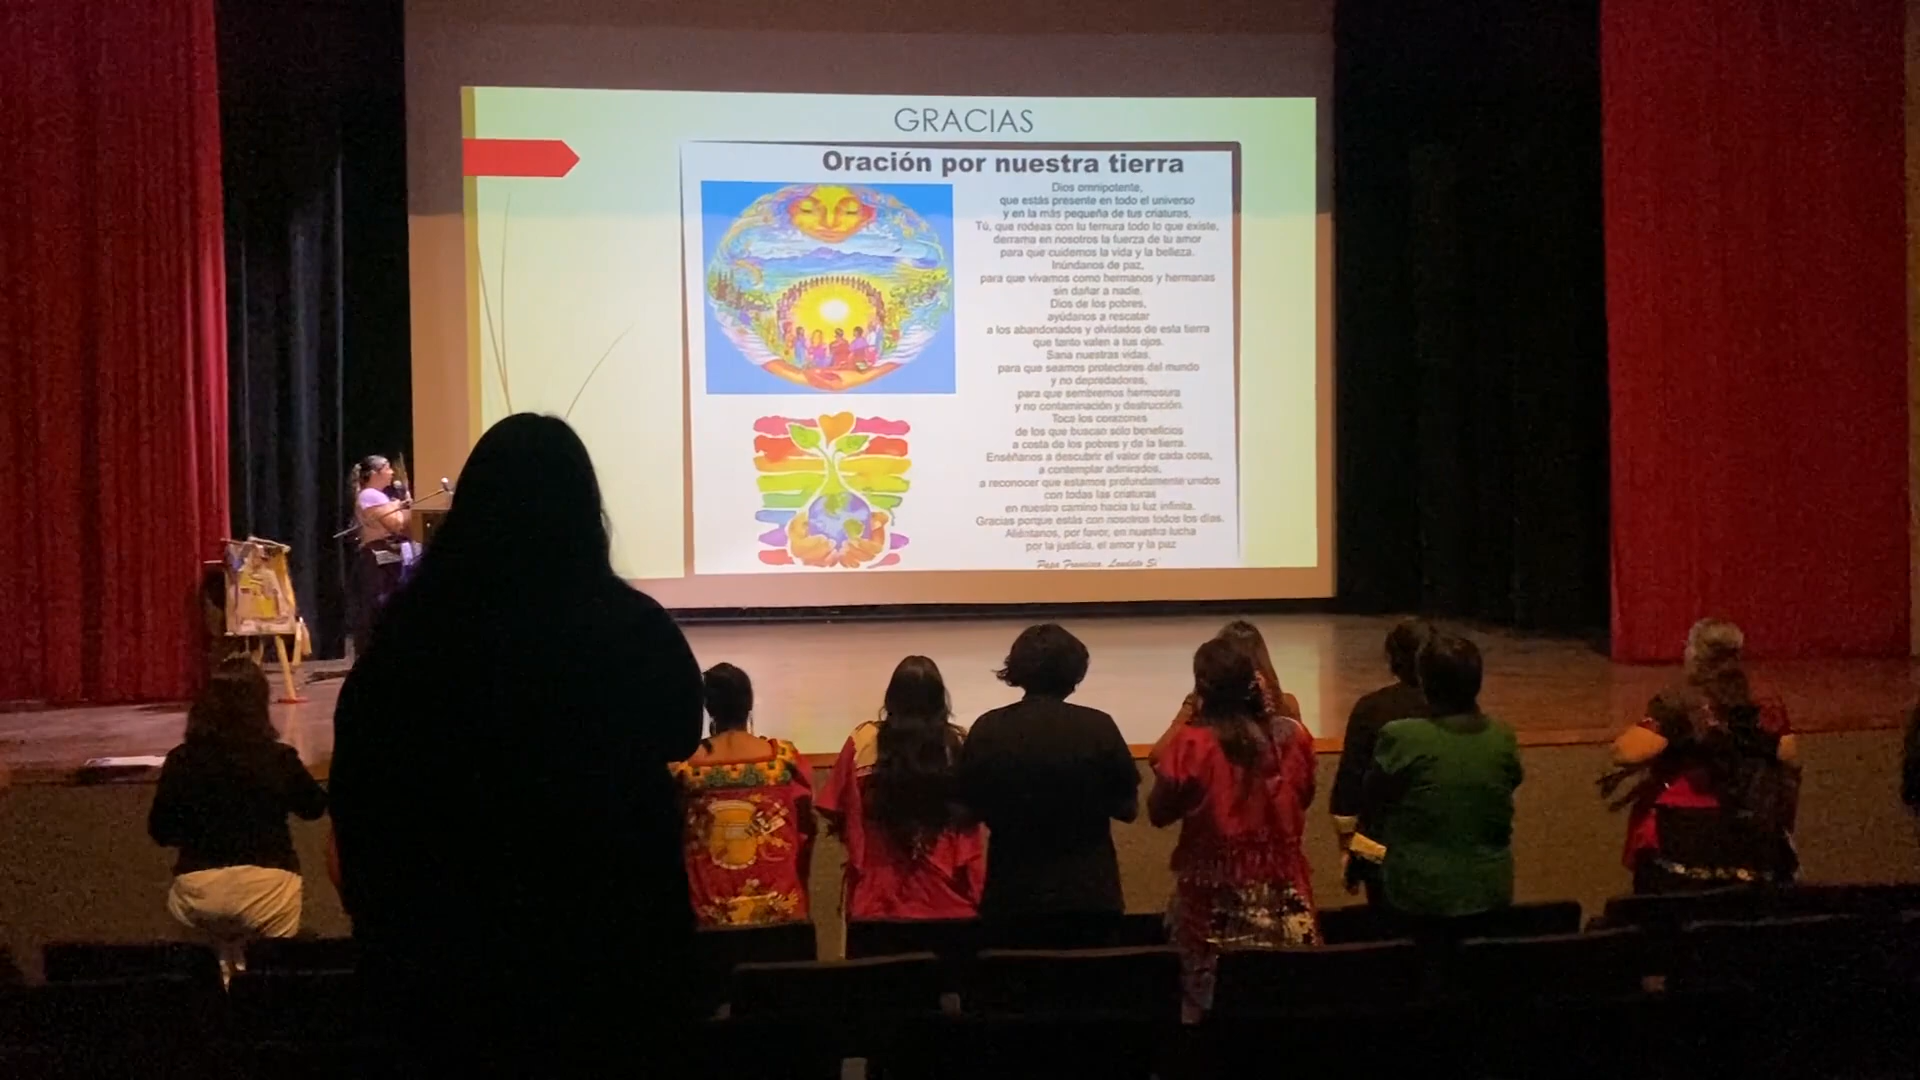 GRACIAS
Oración por nuestra tierra
Dios omnipotente,
que estás presente en todo el universo
y en la más pequeña de tus criaturas,
Tú, que rodeas con tu ternura todo lo que existe,
derrama en nosotros la fuerza de tu amor
para que cuidemos la vida y la belleza.
Inúndanos de paz,
para que vivamos como hermanos y hermanas
sin dañar a nadie.
Dios de los pobres,
ayúdanos a rescatar
a los abandonados y olvidados de esta tierra
que tanto valen a tus ojos.
Sana nuestras vidas,
para que seamos protectores del mundo
y no depredadores,
para que sembremos hermosura
y no contaminación y destrucción.
Toca los corazones
de los que buscan sólo beneficios
a costa de los pobres y de la tierra.
Enséñanos a descubrir el valor de cada cosa,
a contemplar admirados,
a reconocer que estamos profundamente unidos
con todas las criaturas
en nuestro camino hacia tu luz infinita.
Gracias porque estás con nosotros todos los días.
Aliéntanos, por favor, en nuestra lucha
por la justicia, el amor y la paz
Papa Francisco, Laudato Si